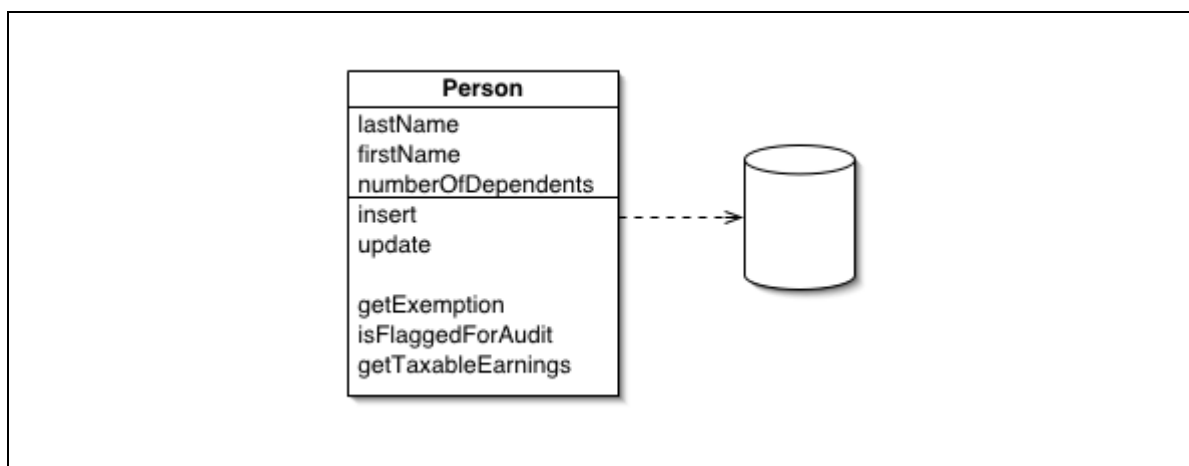 Person
lastName
firstName
numberOfDependents
insert
update
getExemption
isFlaggedForAudit
getTaxableEarnings